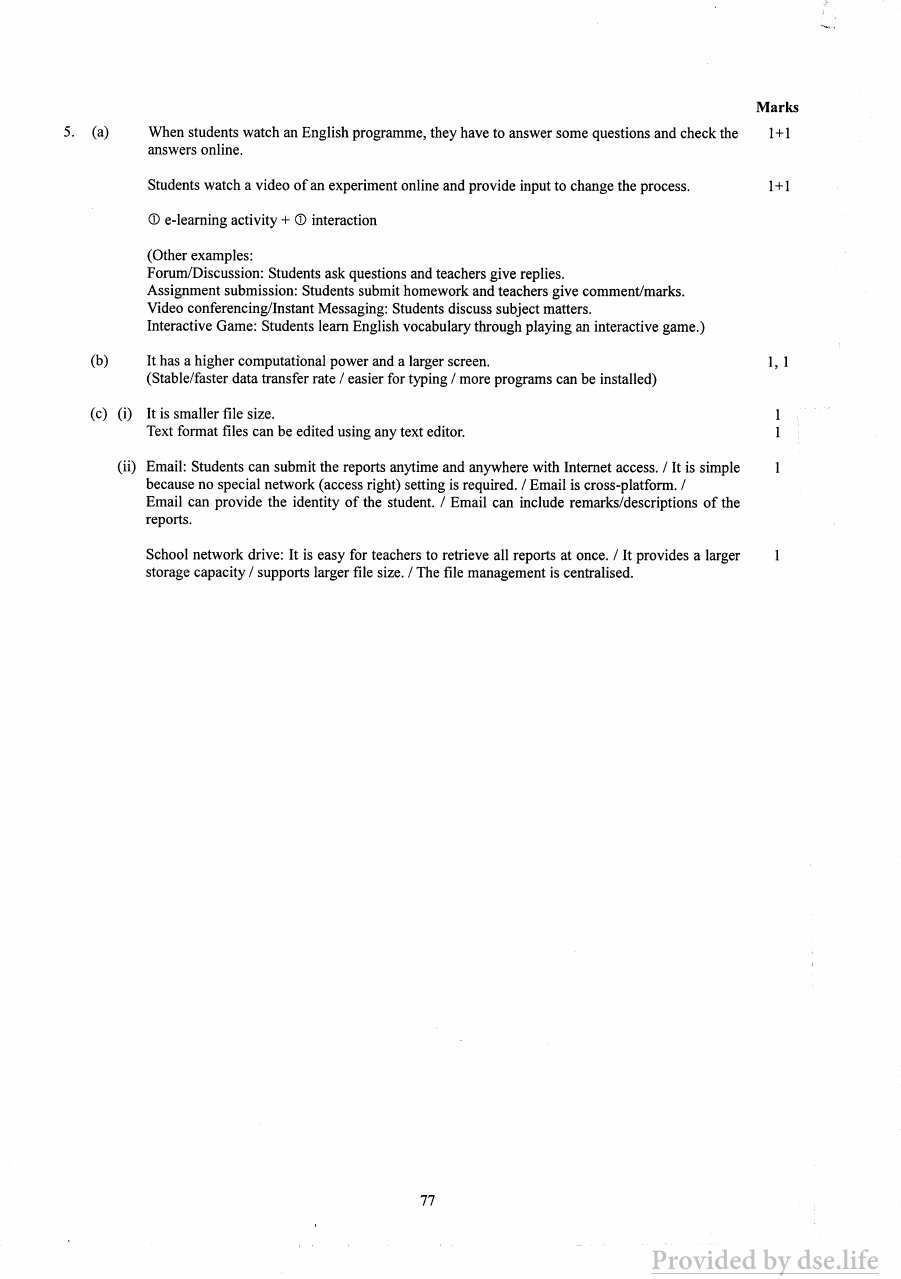 Marks
5. (a) When students watch an English programme, they have to answer some questions and check the 1+1
answers online.
Students watch a video of an experiment online and provide input to change the process. 1+1
① e-learning activity + ① interaction
(Other examples:
Forum/Discussion: Students ask questions and teachers give replies.
Assignment submission: Students submit homework and teachers give comment/marks.
Video conferencing/Instant Messaging: Students discuss subject matters.
Interactive Game: Students learn English vocabulary through playing an interactive game.)
(b) It has a higher computational power and a larger screen. 1, 1
(Stable/faster data transfer rate / easier for typing / more programs can be installed)
(c) (i) It is smaller file size. 1
Text format files can be edited using any text editor. 1
(ii) Email: Students can submit the reports anytime and anywhere with Internet access. / It is simple 1
because no special network (access right) setting is required. / Email is cross-platform. /
Email can provide the identity of the student. / Email can include remarks/descriptions of the
reports.
School network drive: It is easy for teachers to retrieve all reports at once. / It provides a larger 1
storage capacity / supports larger file size. / The file management is centralised.
77
Provided by dse.life